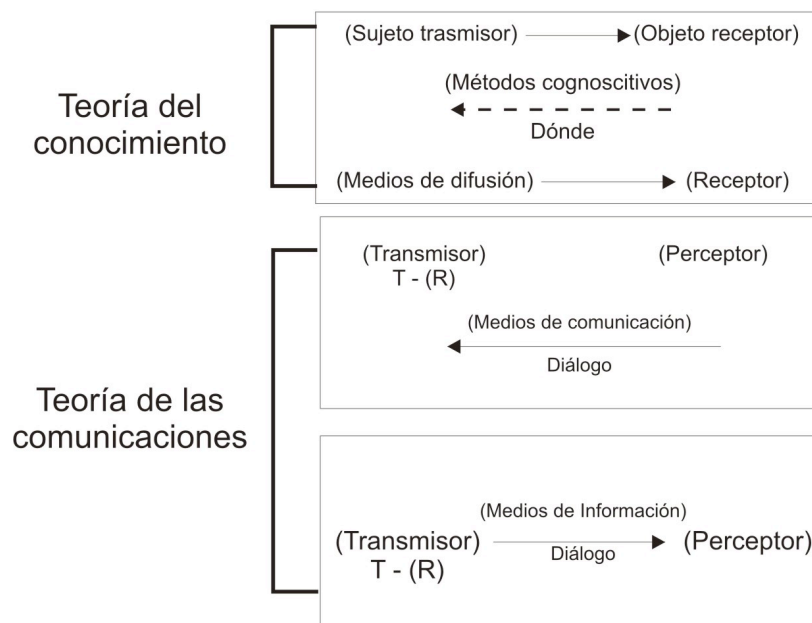 Teoría del
conocimiento
(Sujeto trasmisor) (Objeto receptor)
(Métodos cognoscitivos)
Dónde
(Medios de difusión) (Receptor)
Teoría de las
comunicaciones
(Transmisor) (Perceptor)
T - (R)
(Medios de comunicación)
Diálogo
(Medios de Información)
(Transmisor) (Perceptor)
Diálogo
T - (R)